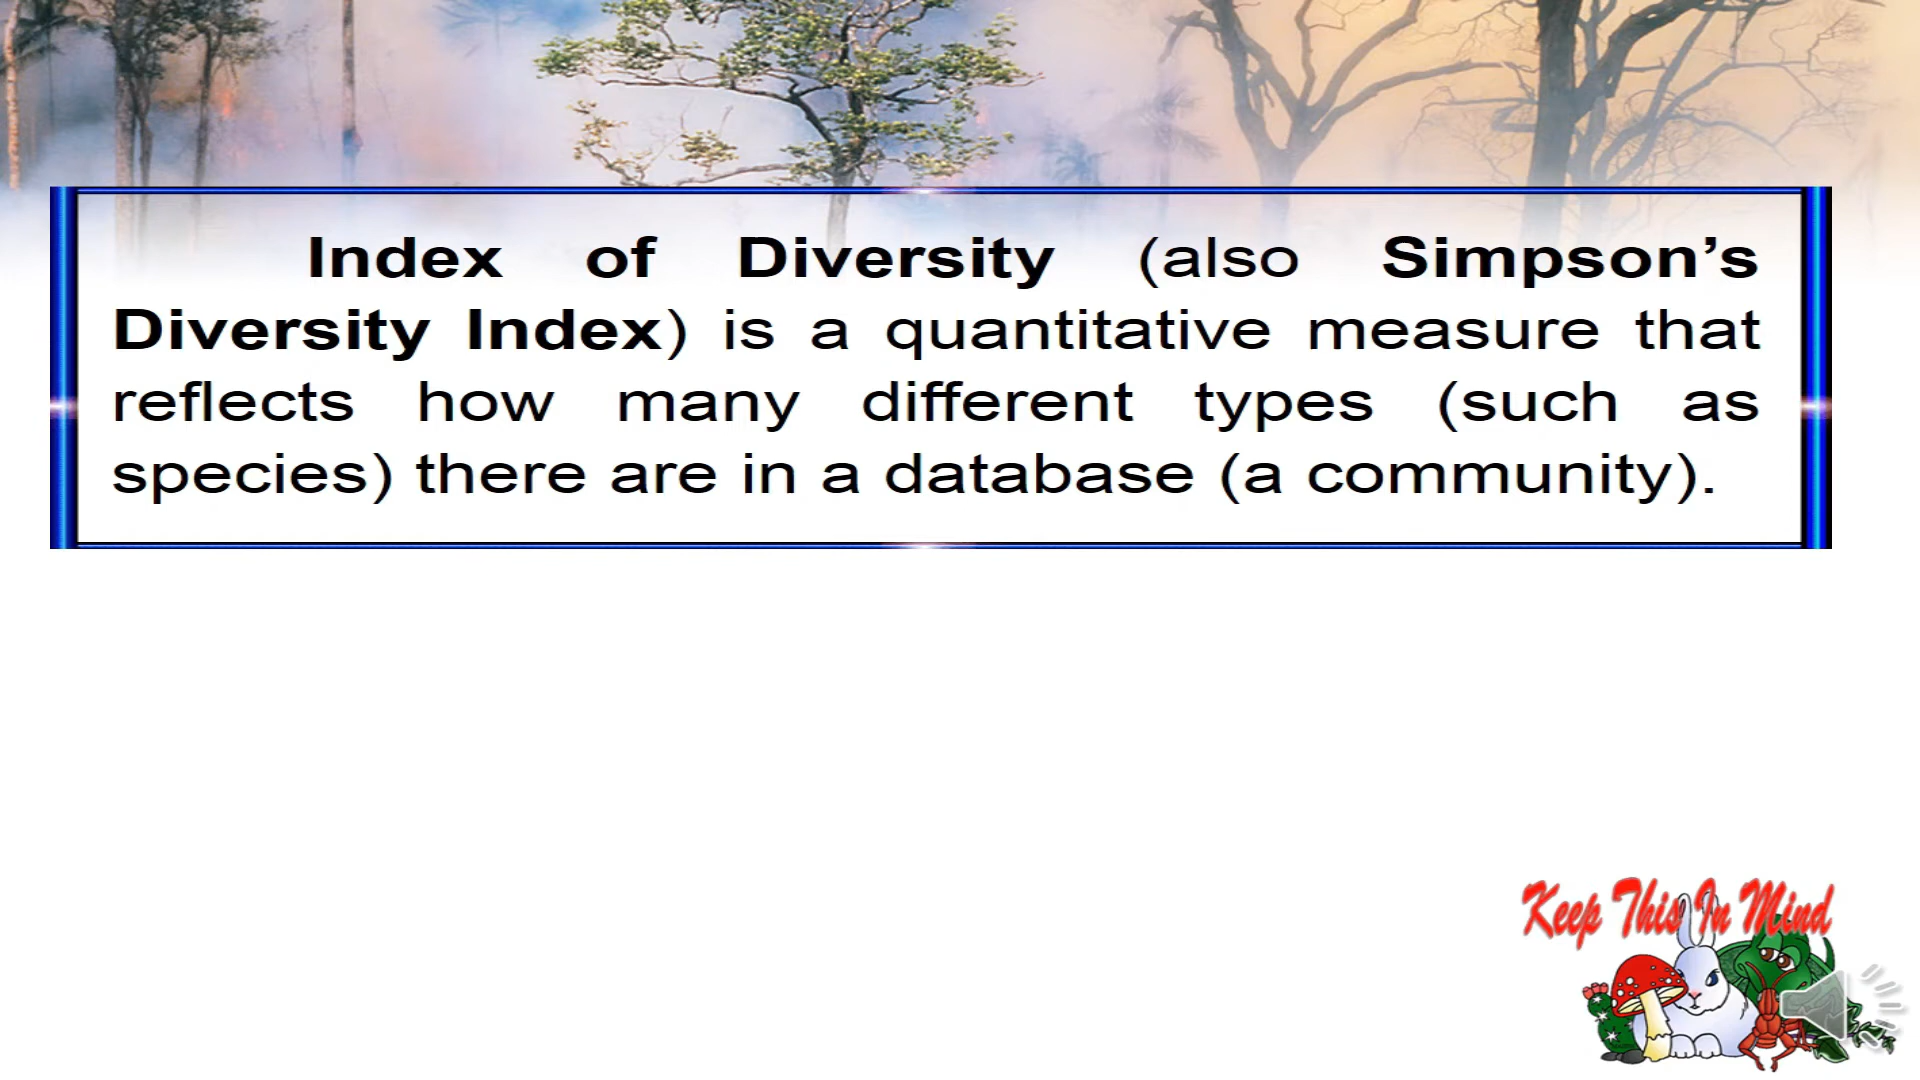 Index of Diversity (also Simpson’s
Diversity Index) is a quantitative measure that
reflects how many different types (such as
species) there are in a database (a community).
Keep This In Mind